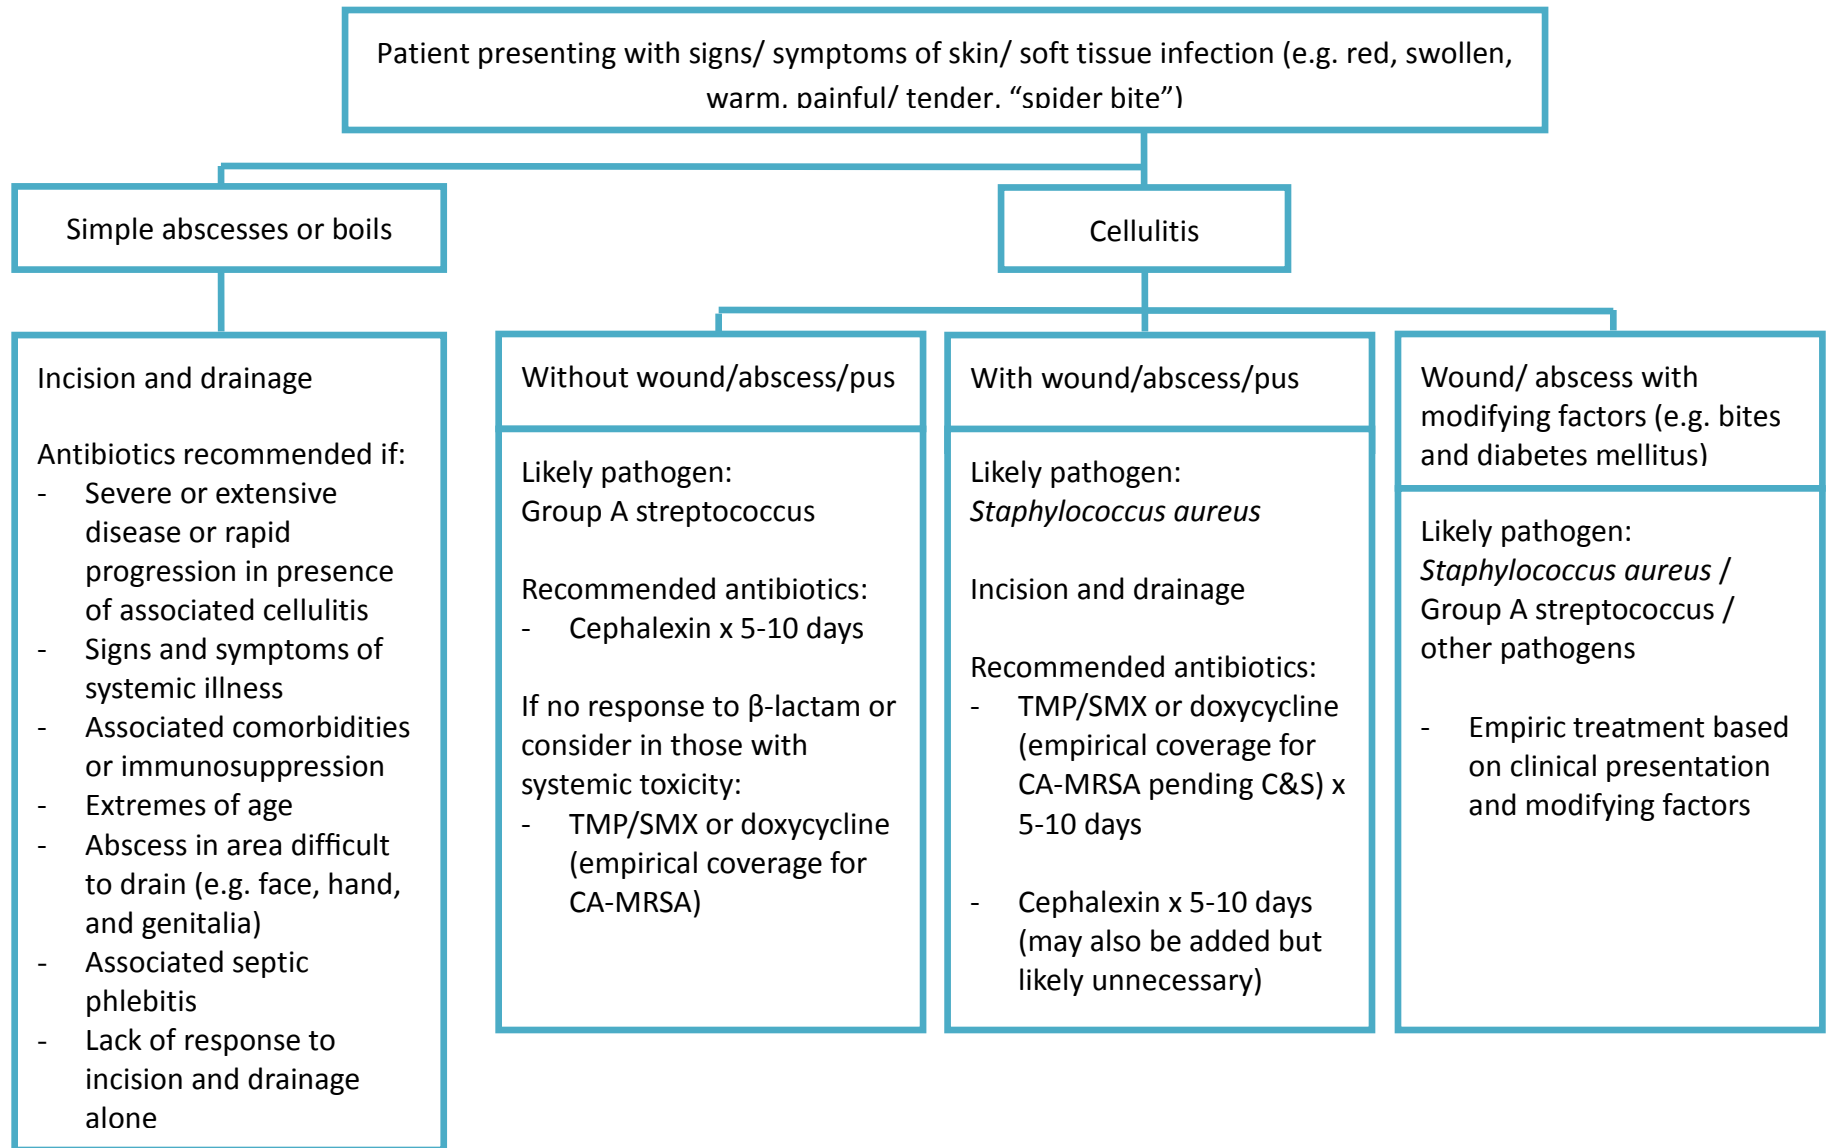 Patient presenting with signs/ symptoms of skin/ soft tissue infection (e.g. red, swollen,
warm, painful/ tender, “spider bite”)
Simple abscesses or boils
Cellulitis
Incision and drainage
Antibiotics recommended if:
- Severe or extensive
disease or rapid
progression in presence
of associated cellulitis
- Signs and symptoms of
systemic illness
- Associated comorbidities
or immunosuppression
- Extremes of age
- Abscess in area difficult
to drain (e.g. face, hand,
and genitalia)
- Associated septic
phlebitis
- Lack of response to
incision and drainage
alone
Without wound/abscess/pus
Likely pathogen:
Group A streptococcus
Recommended antibiotics:
- Cephalexin x 5-10 days
If no response to β-lactam or
consider in those with
systemic toxicity:
- TMP/SMX or doxycycline
(empirical coverage for
CA-MRSA)
With wound/abscess/pus
Likely pathogen:
Staphylococcus aureus
Incision and drainage
Recommended antibiotics:
- TMP/SMX or doxycycline
(empirical coverage for
CA-MRSA pending C&S) x
5-10 days
- Cephalexin x 5-10 days
(may also be added but
likely unnecessary)
Wound/ abscess with
modifying factors (e.g. bites
and diabetes mellitus)
Likely pathogen:
Staphylococcus aureus /
Group A streptococcus /
other pathogens
- Empiric treatment based
on clinical presentation
and modifying factors